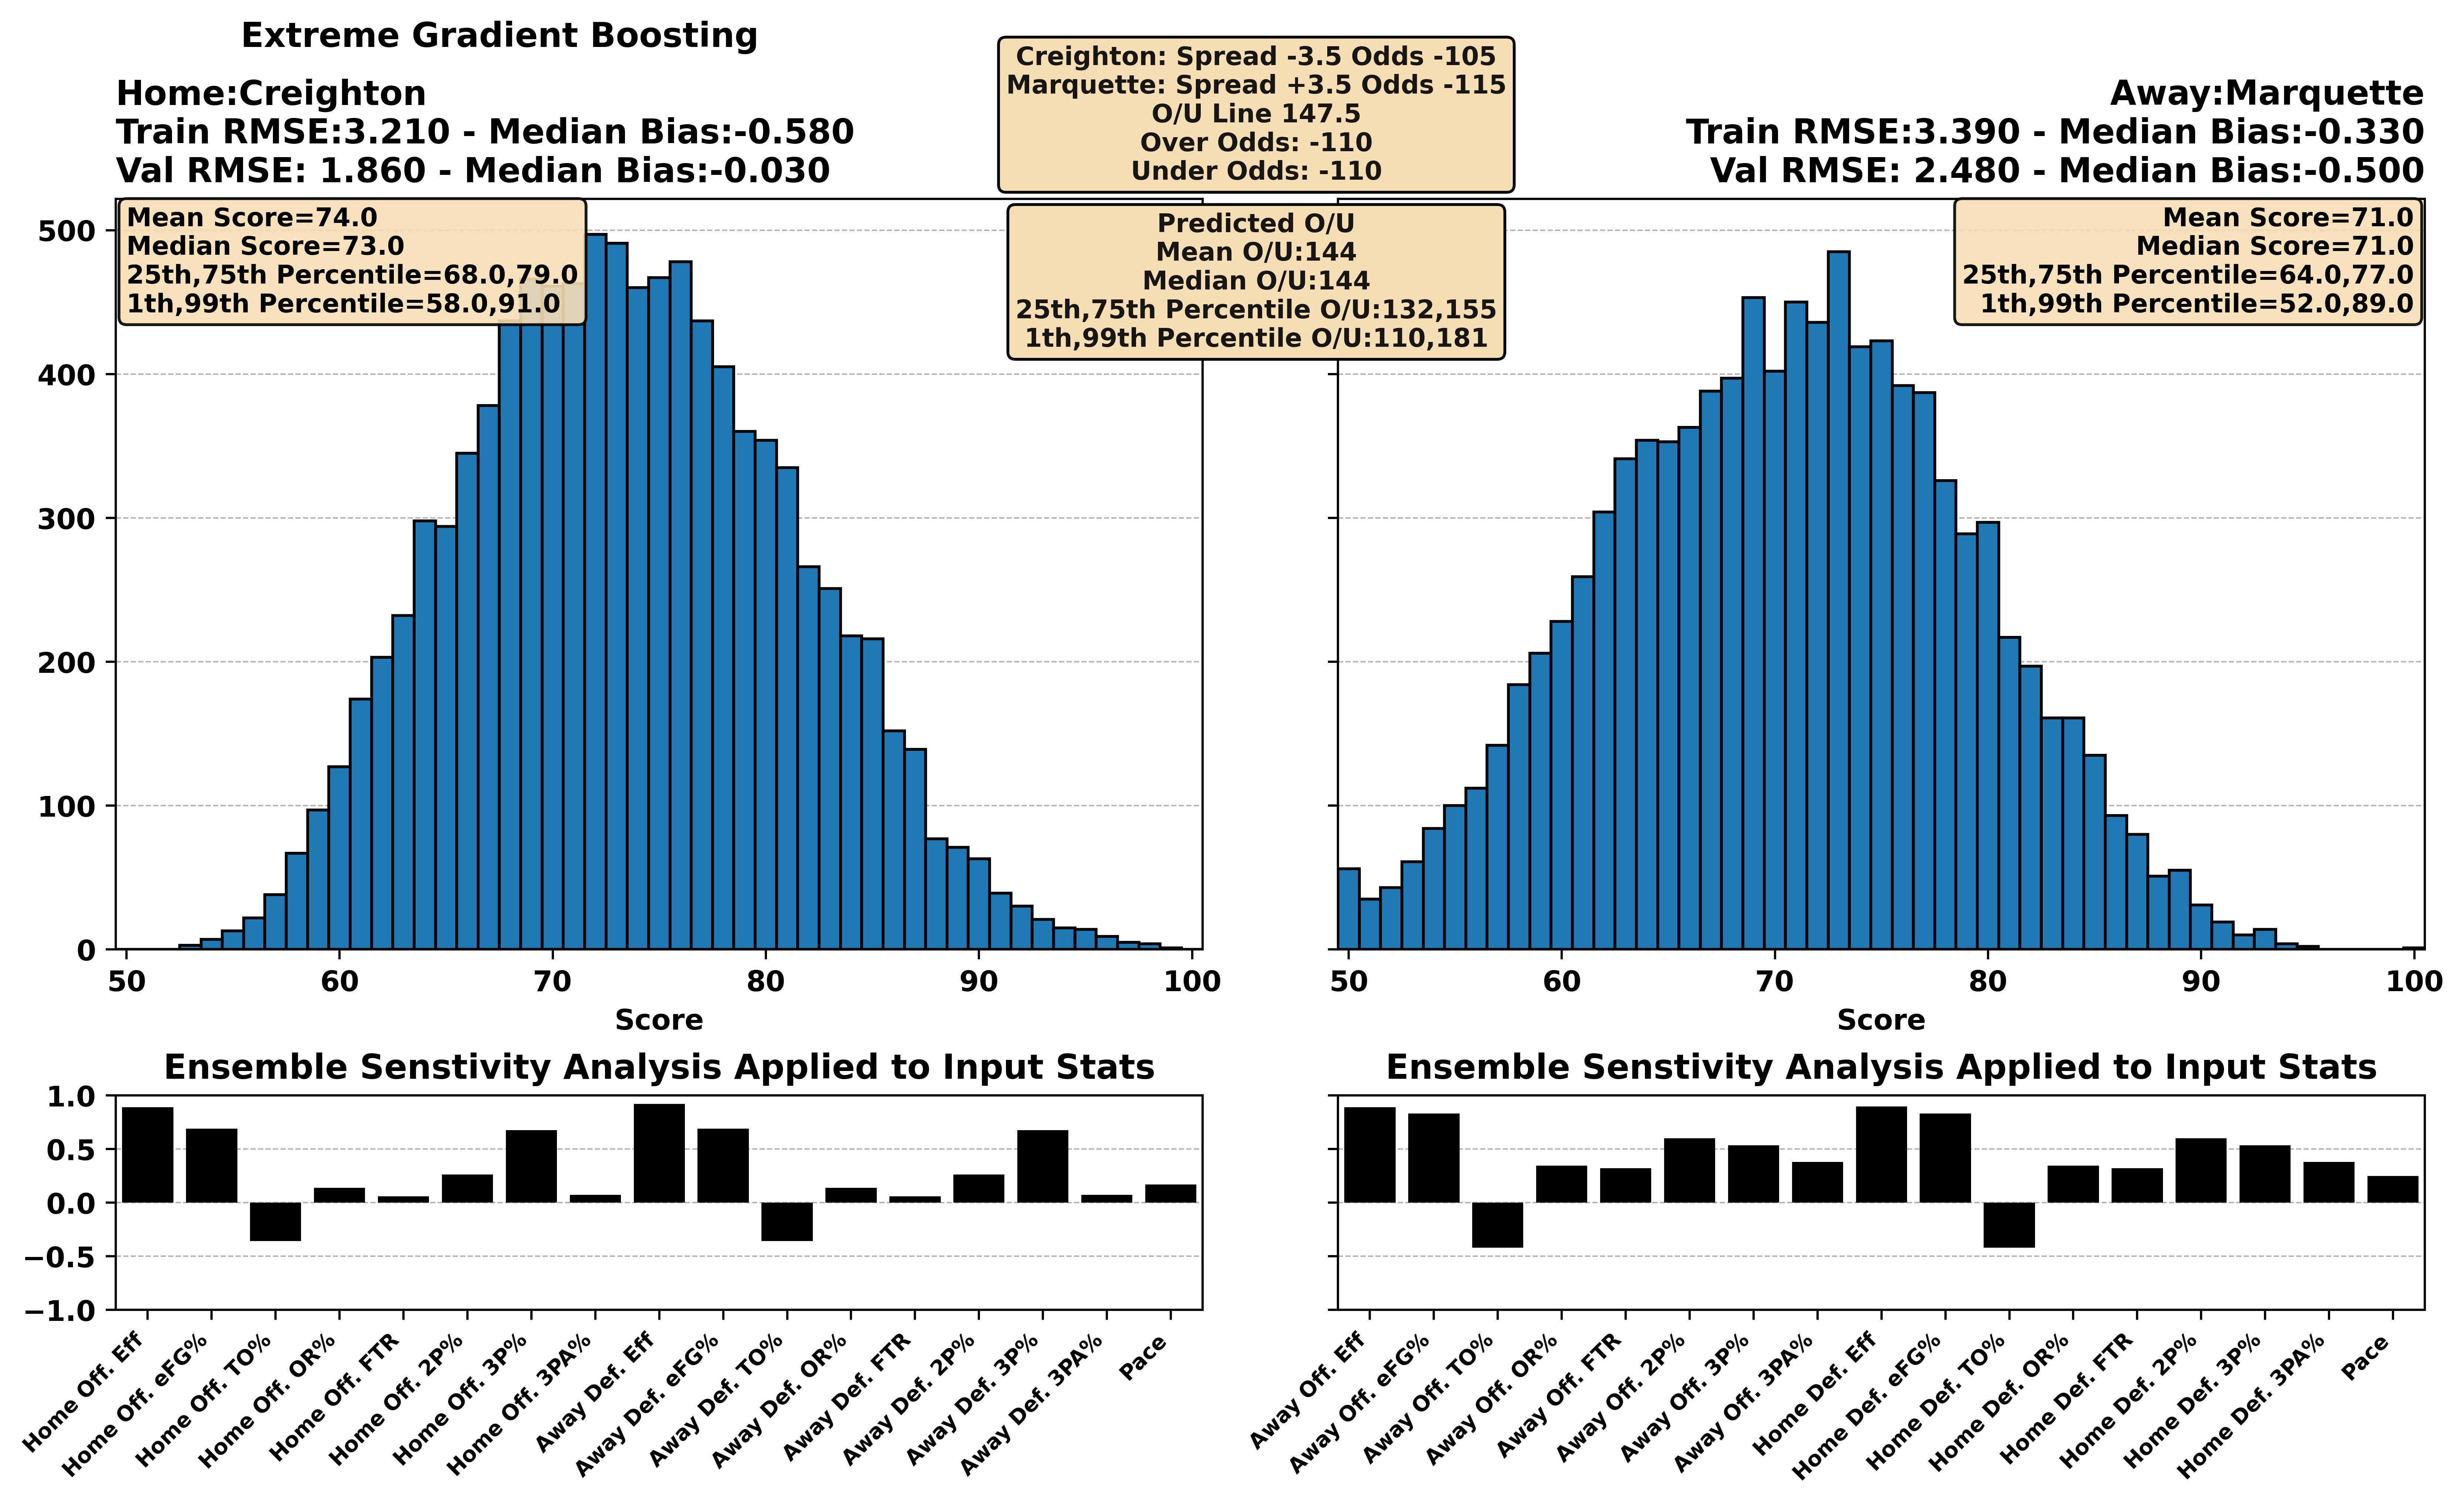 Extreme Gradient Boosting
Home:Creighton
Train RMSE:3.210 - Median Bias:-0.580
Val RMSE: 1.860 - Median Bias:-0.030
Creighton: Spread -3.5 Odds -105
Marquette: Spread +3.5 Odds -115
O/U Line 147.5
Over Odds: -110
Under Odds: -110
Away:Marquette
Train RMSE:3.390 - Median Bias:-0.330
Val RMSE: 2.480 - Median Bias:-0.500
Mean Score=74.0
Median Score=73.0
25th,75th Percentile=68.0,79.0
1th,99th Percentile=58.0,91.0
Predicted O/U
Mean O/U:144
Median O/U:144
25th,75th Percentile O/U:132,155
1th,99th Percentile O/U:110,181
Mean Score=71.0
Median Score=71.0
25th,75th Percentile=64.0,77.0
1th,99th Percentile=52.0,89.0
500
400
300
200
100
0
50 60 70 80 90 100
Score
50 60 70 80 90 100
Score
Ensemble Senstivity Analysis Applied to Input Stats
1.0
0.5
0.0
−0.5
−1.0
Home Off. Eff
Home Off. eFG%
Home Off. TO%
Home Off. OR%
Home Off. FTR
Home Off. 2P%
Home Off. 3P%
Home Off. 3PA%
Away Def. Eff
Away Def. eFG%
Away Def. TO%
Away Def. OR%
Away Def. FTR
Away Def. 2P%
Away Def. 3P%
Away Def. 3PA%
Pace
Ensemble Senstivity Analysis Applied to Input Stats
Away Off. Eff
Away Off. eFG%
Away Off. TO%
Away Off. OR%
Away Off. FTR
Away Off. 2P%
Away Off. 3P%
Away Off. 3PA%
Home Def. Eff
Home Def. eFG%
Home Def. TO%
Home Def. OR%
Home Def. FTR
Home Def. 2P%
Home Def. 3P%
Home Def. 3PA%
Pace